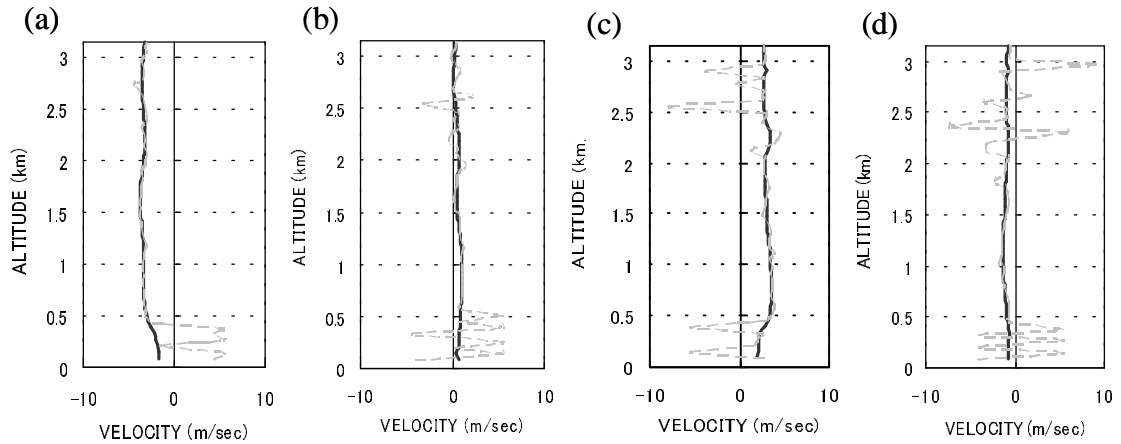 (a) (b) (c) (d)
3 3 3 3
2.5 2.5 2.5 2.5
2 2 2 2
1.5 1.5 1.5 1.5
1 1 1 1
0.5 0.5 0.5 0.5
0 0 0 0
-10 0 10 -10 0 10 -10 0 10 -10 0 10
VELOCITY (m/sec) VELOCITY (m/sec) VELOCITY (m/sec) VELOCITY (m/sec)
ALTITUDE (km) ALTITUDE (km) ALTITUDE (km. ALTITUDE (km)